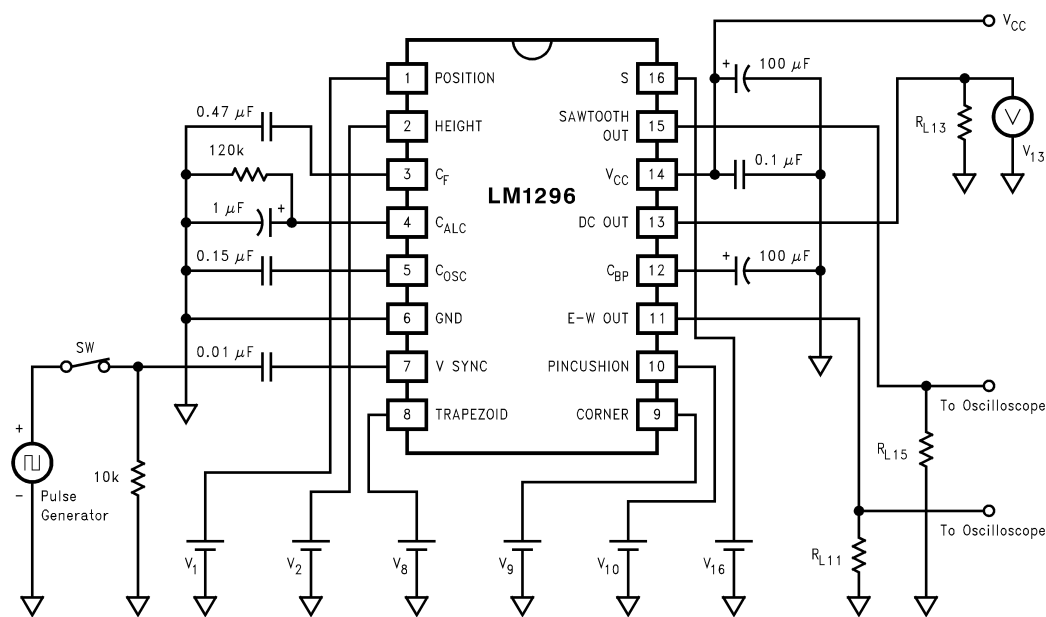 V_CC
1 POSITION
2 HEIGHT
3 C_F
4 C_ALC
5 C_OSC
6 GND
7 V SYNC
8 TRAPEZOID
LM1296
S 16
SAWTOOTH
OUT 15
V_CC 14
DC OUT 13
C_BP 12
E-W OUT 11
PINCUSHION 10
CORNER 9
0.47 μF
120k
1 μF +
0.15 μF
0.01 μF
SW
+
-
Pulse
Generator
10k
+ 100 μF
0.1 μF
+ 100 μF
R_L13
V
V_13
To Oscilloscope
R_L15
To Oscilloscope
R_L11
V_1
V_2
V_8
V_9
V_10
V_16